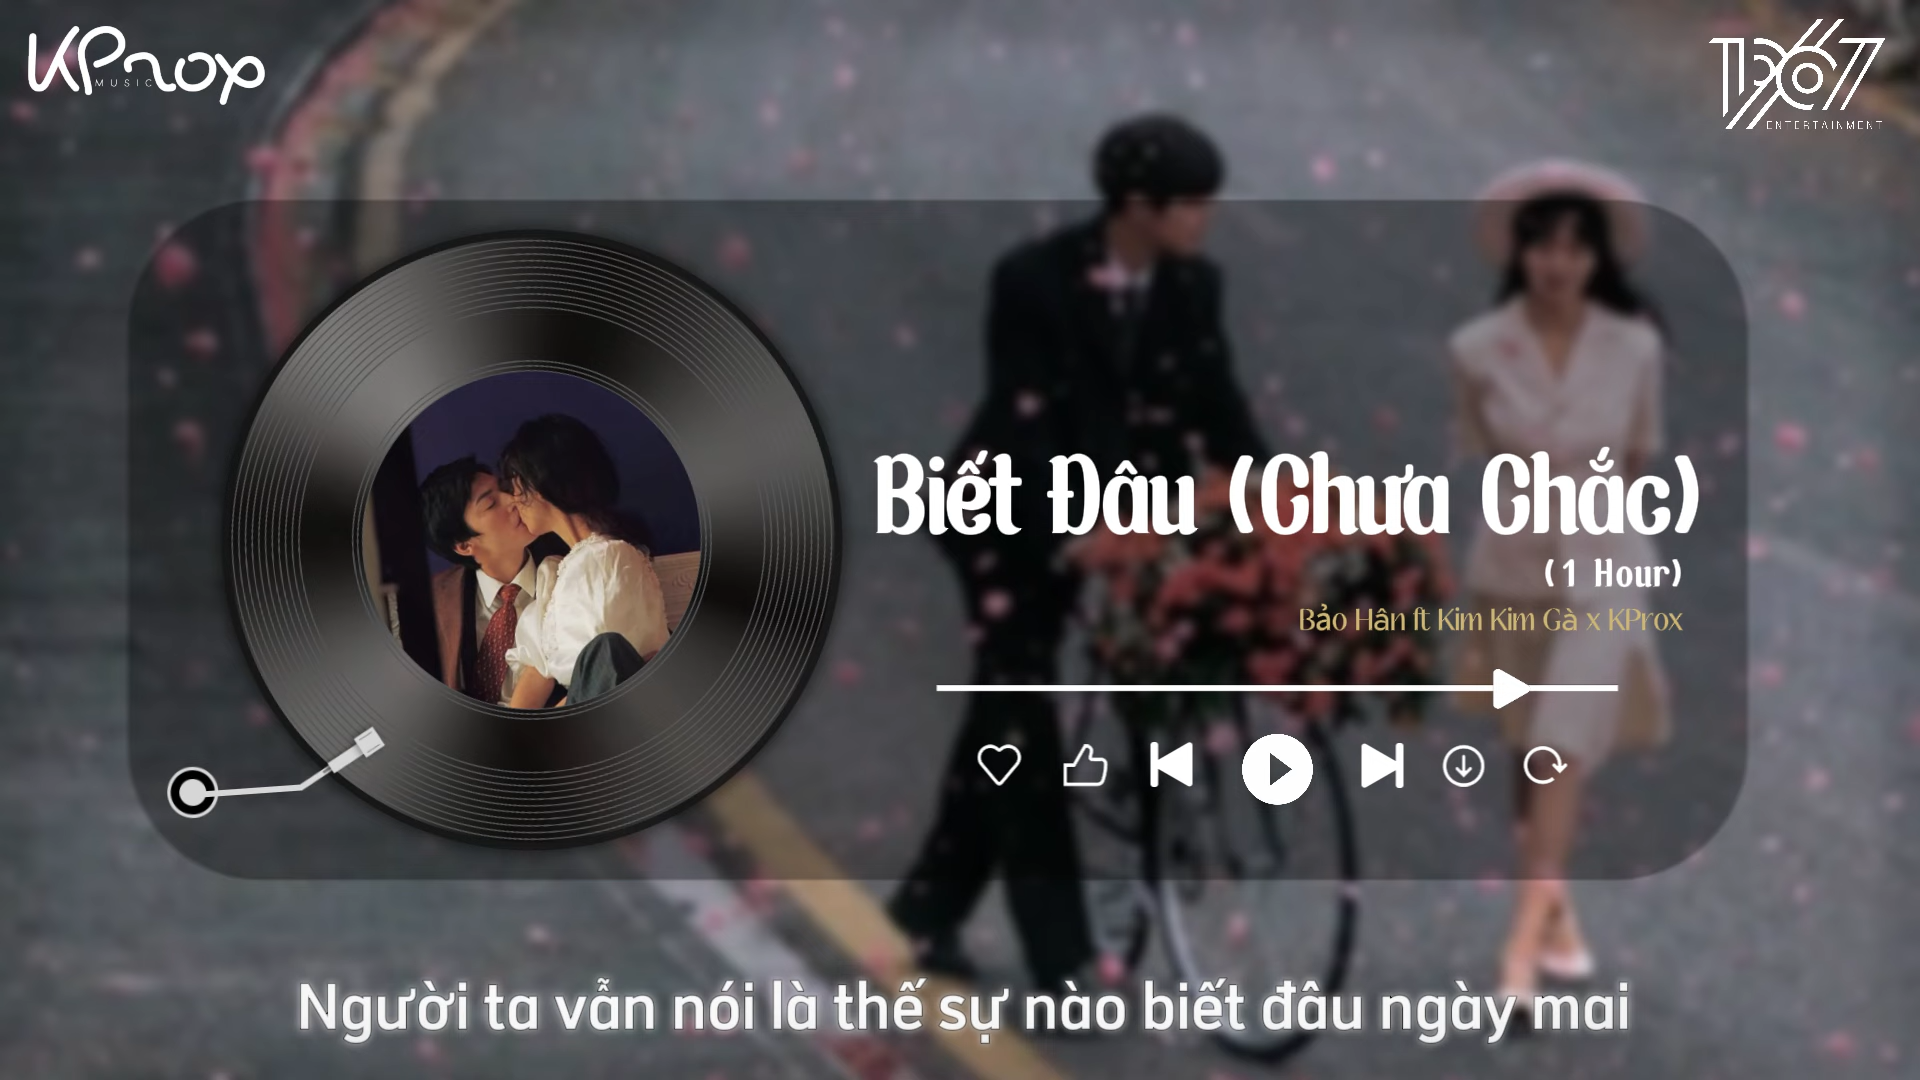 KProx
MUSIC
1967
ENTERTAINMENT
Biết Đâu (Chưa Chắc)
(1 Hour)
Bảo Hân ft Kim Kim Gà x KProx
Người ta vẫn nói là thế sự nào biết đâu ngày mai